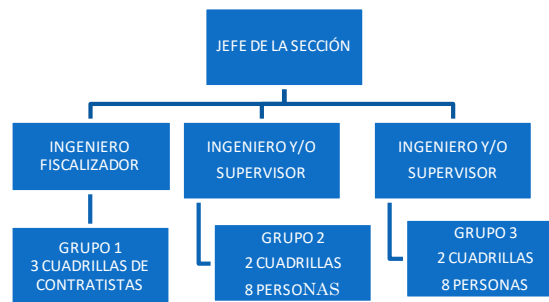 JEFE DE LA SECCIÓN
INGENIERO
FISCALIZADOR
INGENIERO Y/O
SUPERVISOR
INGENIERO Y/O
SUPERVISOR
GRUPO 1
3 CUADRILLAS DE
CONTRATISTAS
GRUPO 2
2 CUADRILLAS
8 PERSONAS
GRUPO 3
2 CUADRILLAS
8 PERSONAS